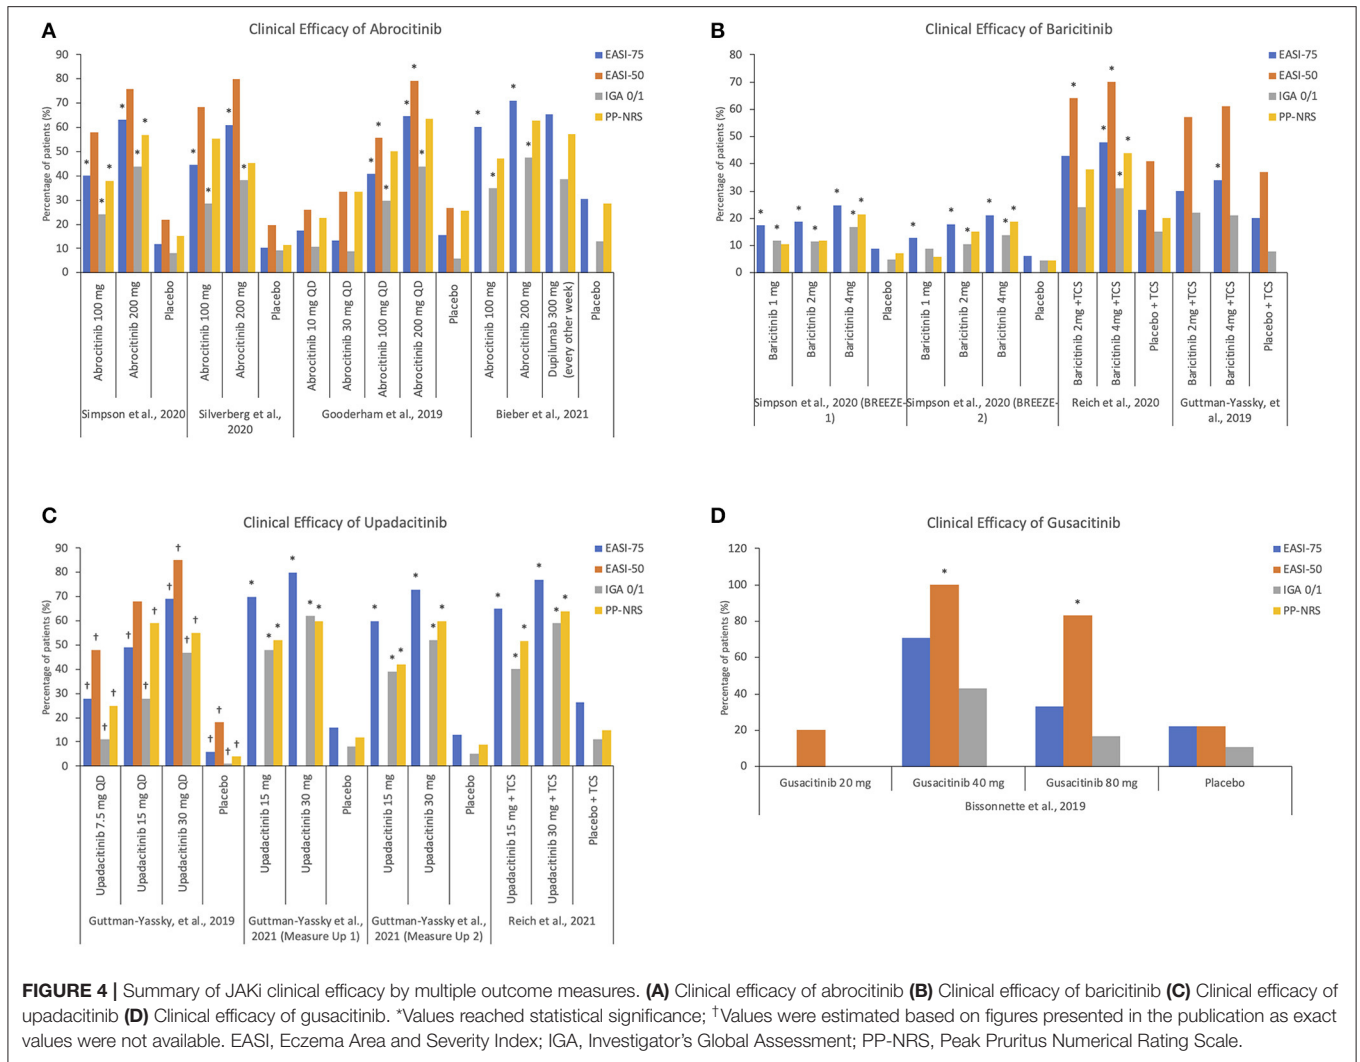 A
Clinical Efficacy of Abrocitinib
Percentage of patients (%)
90
80
70
60
50
40
30
20
10
0
EASI-75
EASI-50
IGA 0/1
PP-NRS
Abrocitinib 100 mg
Abrocitinib 200 mg
Placebo
Abrocitinib 100 mg
Abrocitinib 200 mg
Placebo
Abrocitinib 10 mg QD
Abrocitinib 30 mg QD
Abrocitinib 100 mg QD
Abrocitinib 200 mg QD
Placebo
Abrocitinib 100 mg
Abrocitinib 200 mg
Dupilumab 300 mg
(every other week)
Placebo
Simpson et al., 2020
Silverberg et al.,
2020
Gooderham et al., 2019
Bieber et al., 2021
B
Clinical Efficacy of Baricitinib
Percentage of patients (%)
80
70
60
50
40
30
20
10
0
EASI-75
EASI-50
IGA 0/1
PP-NRS
Baricitinib 1 mg
Baricitinib 2mg
Baricitinib 4mg
Placebo
Baricitinib 1 mg
Baricitinib 2mg
Baricitinib 4mg
Placebo
Baricitinib 2mg +TCS
Baricitinib 4mg +TCS
Placebo + TCS
Baricitinib 2mg +TCS
Baricitinib 4mg +TCS
Placebo + TCS
Simpson et al., 2020 (BREEZE-
1)
Simpson et al., 2020 (BREEZE-
2)
Reich et al., 2020
Guttman-Yassky, et
al., 2019
C
Clinical Efficacy of Upadacitinib
Percentage of patients (%)
90
80
70
60
50
40
30
20
10
0
EASI-75
EASI-50
IGA 0/1
PP-NRS
Upadacitinib 7.5 mg QD
Upadacitinib 15 mg QD
Upadacitinib 30 mg QD
Placebo
Upadacitinib 15 mg
Upadacitinib 30 mg
Placebo
Upadacitinib 15 mg
Upadacitinib 30 mg
Placebo
Upadacitinib 15 mg + TCS
Upadacitinib 30 mg + TCS
Placebo + TCS
Guttman-Yassky, et al., 2019
Guttman-Yassky et al.,
2021 (Measure Up 1)
Guttman-Yassky et al.,
2021 (Measure Up 2)
Reich et al., 2021
D
Clinical Efficacy of Gusacitinib
Percentage of patients (%)
120
100
80
60
40
20
0
EASI-75
EASI-50
IGA 0/1
PP-NRS
Gusacitinib 20 mg
Gusacitinib 40 mg
Gusacitinib 80 mg
Placebo
Bissonnette et al., 2019
FIGURE 4 | Summary of JAKi clinical efficacy by multiple outcome measures. (A) Clinical efficacy of abrocitinib (B) Clinical efficacy of baricitinib (C) Clinical efficacy of
upadacitinib (D) Clinical efficacy of gusacitinib. *Values reached statistical significance; †Values were estimated based on figures presented in the publication as exact
values were not available. EASI, Eczema Area and Severity Index; IGA, Investigator's Global Assessment; PP-NRS, Peak Pruritus Numerical Rating Scale.